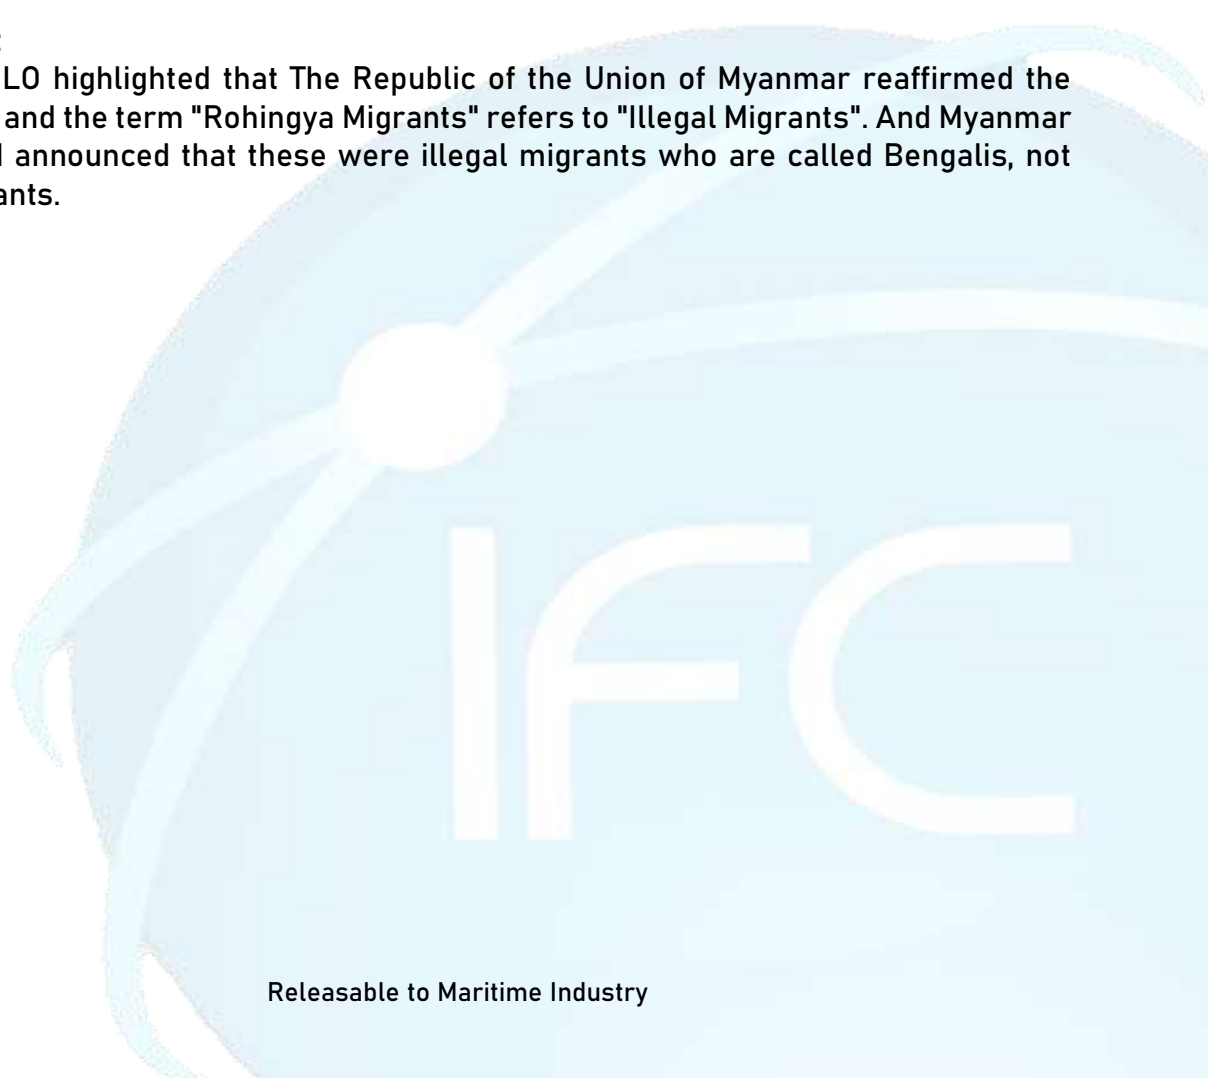 :
LO highlighted that The Republic of the Union of Myanmar reaffirmed the
and the term "Rohingya Migrants" refers to "Illegal Migrants". And Myanmar
announced that these were illegal migrants who are called Bengalis, not
ants.
IFC
Releasable to Maritime Industry